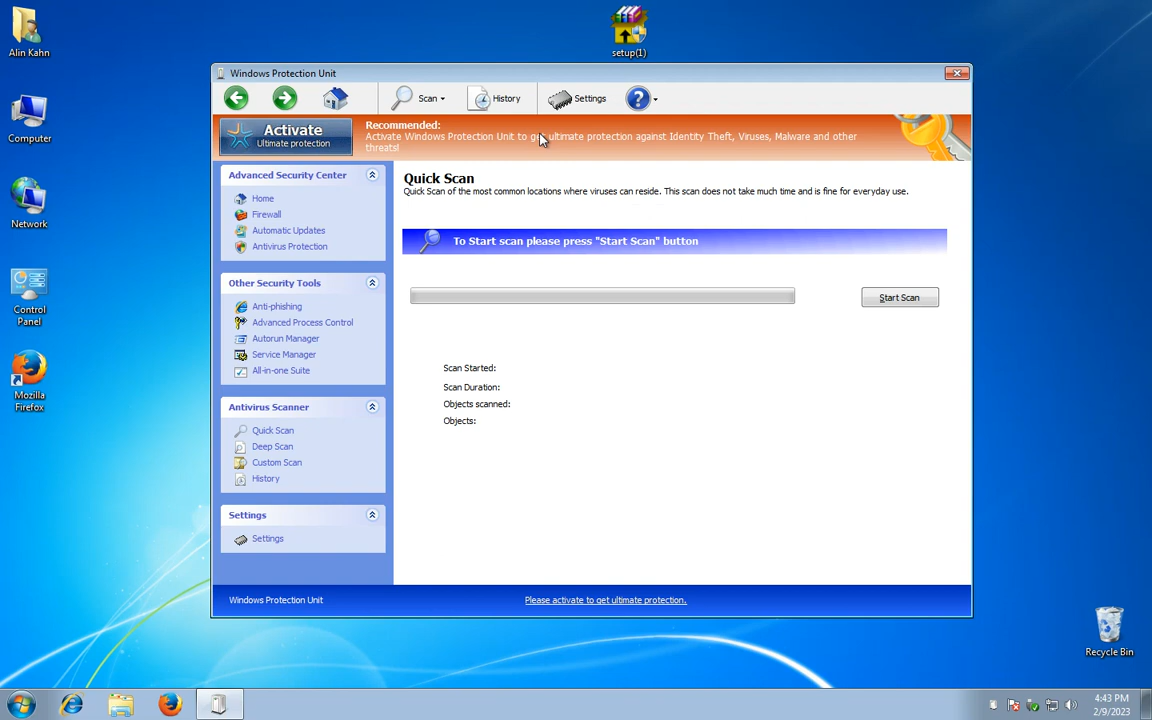 Alin Kahn
Computer
Network
Control
Panel
Mozilla
Firefox
setup(1)
Windows Protection Unit
Scan
History
Settings
Activate
Ultimate protection
Recommended:
Activate Windows Protection Unit to get ultimate protection against Identity Theft, Viruses, Malware and other
threats!
Advanced Security Center
Home
Firewall
Automatic Updates
Antivirus Protection
Other Security Tools
Anti-phishing
Advanced Process Control
Autorun Manager
Service Manager
All-in-one Suite
Antivirus Scanner
Quick Scan
Deep Scan
Custom Scan
History
Settings
Settings
Quick Scan
Quick Scan of the most common locations where viruses can reside. This scan does not take much time and is fine for everyday use.
To Start scan please press "Start Scan" button
Start Scan
Scan Started:
Scan Duration:
Objects scanned:
Objects:
Windows Protection Unit
Please activate to get ultimate protection.
Recycle Bin
4:43 PM
2/9/2023